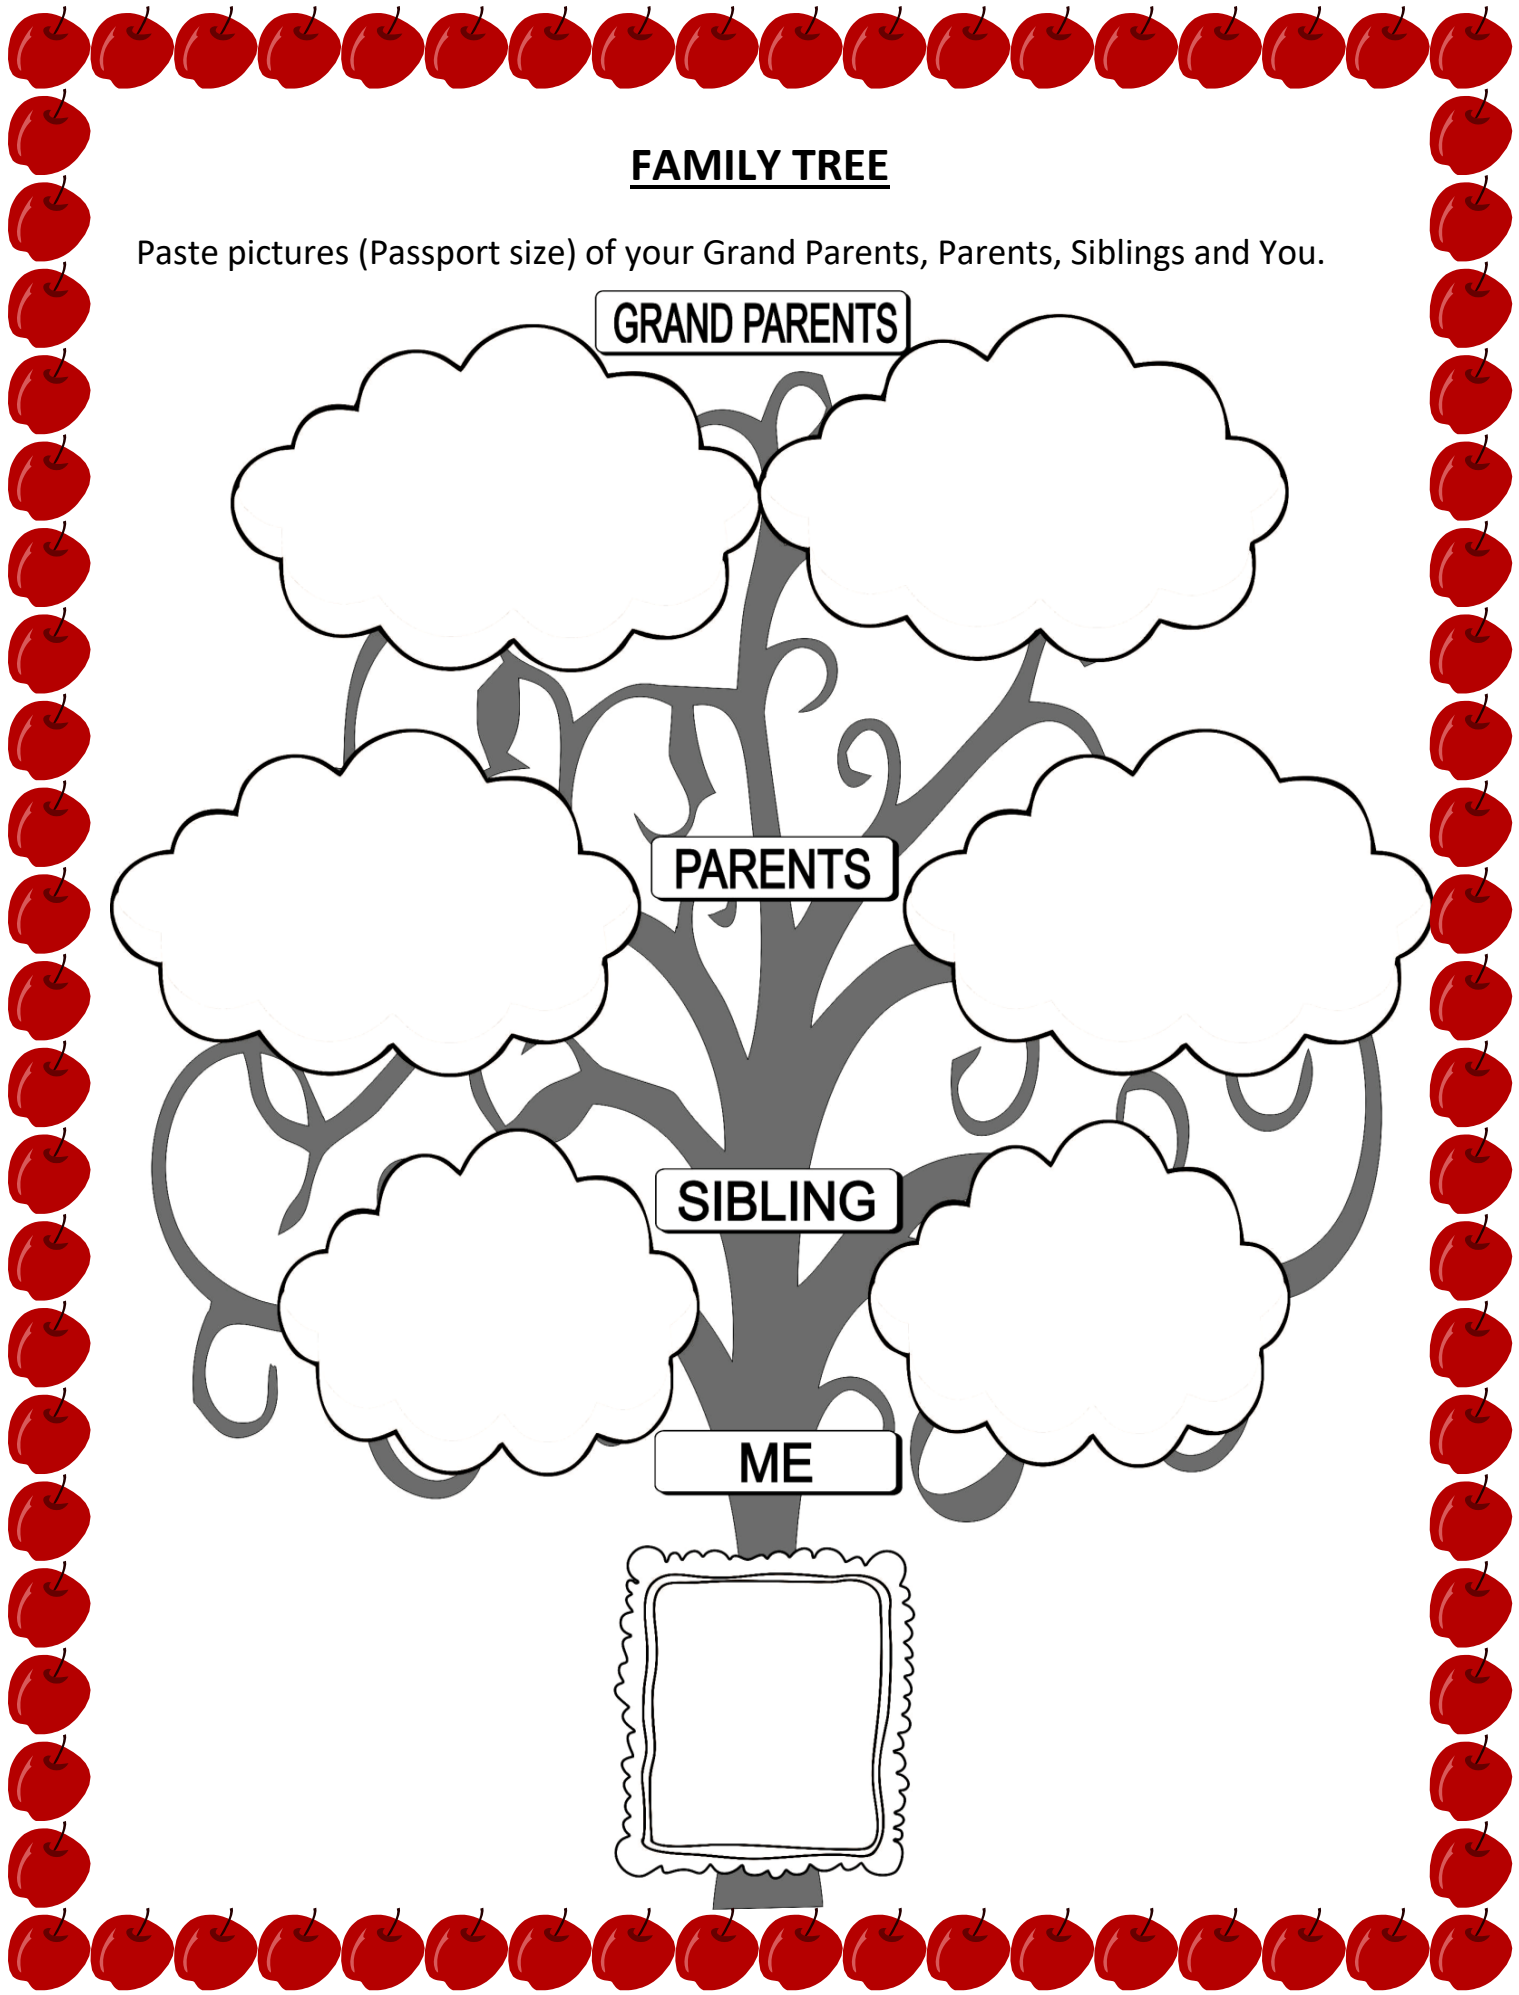 FAMILY TREE
Paste pictures (Passport size) of your Grand Parents, Parents, Siblings and You.
GRAND PARENTS
PARENTS
SIBLING
ME